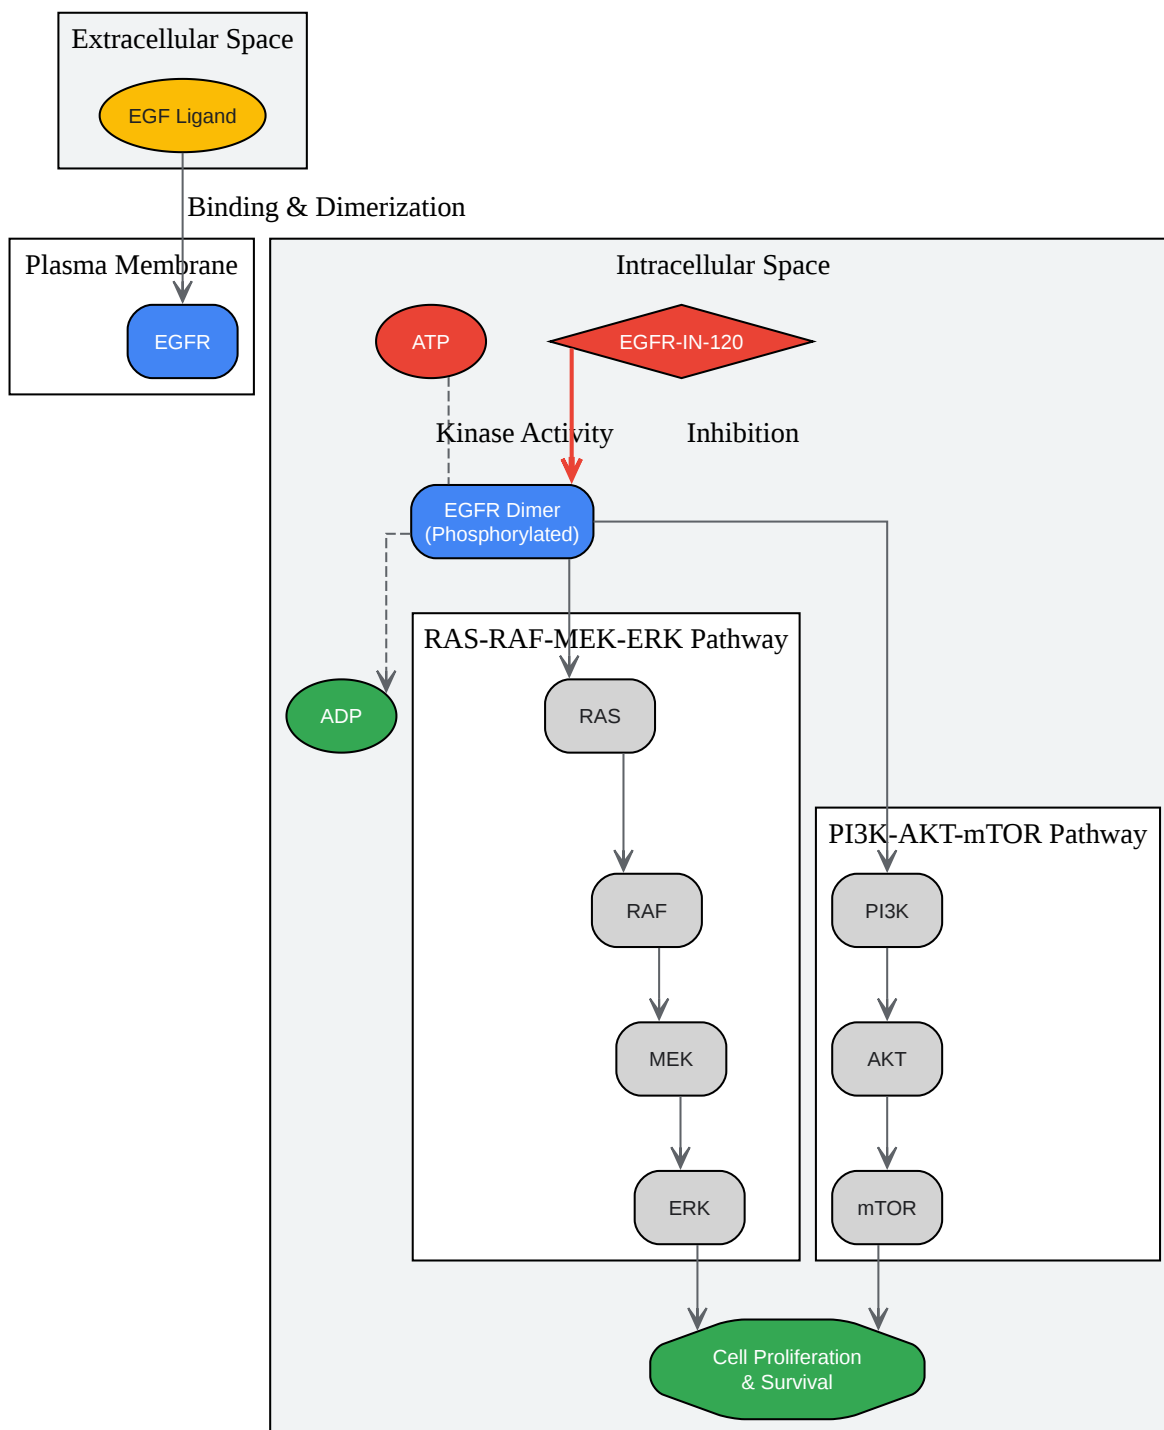 Extracellular Space
EGF Ligand
Binding & Dimerization
Plasma Membrane
EGFR
Intracellular Space
ATP
EGFR-IN-120
Kinase Activity
Inhibition
EGFR Dimer
(Phosphorylated)
RAS-RAF-MEK-ERK Pathway
ADP
RAS
PI3K-AKT-mTOR Pathway
RAF
PI3K
MEK
AKT
ERK
mTOR
Cell Proliferation
& Survival